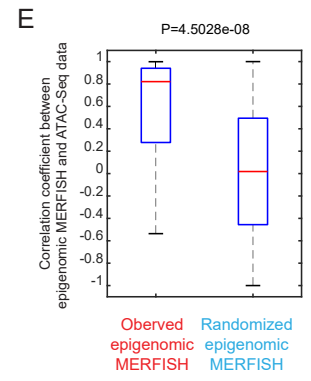 E
P=4.5028e-08
Correlation coefficient between
epigenomic MERFISH and ATAC-Seq data
1
0.8
0.6
0.4
0.2
0
-0.2
-0.4
-0.6
-0.8
-1
Oberved
epigenomic
MERFISH
Randomized
epigenomic
MERFISH